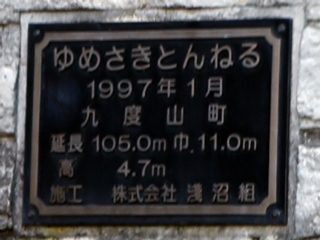 ゆめさきとんねる
1997年1月
九度山町
延長 105.0m 巾 11.0m
高 4.7m
施工 株式会社 浅沼組